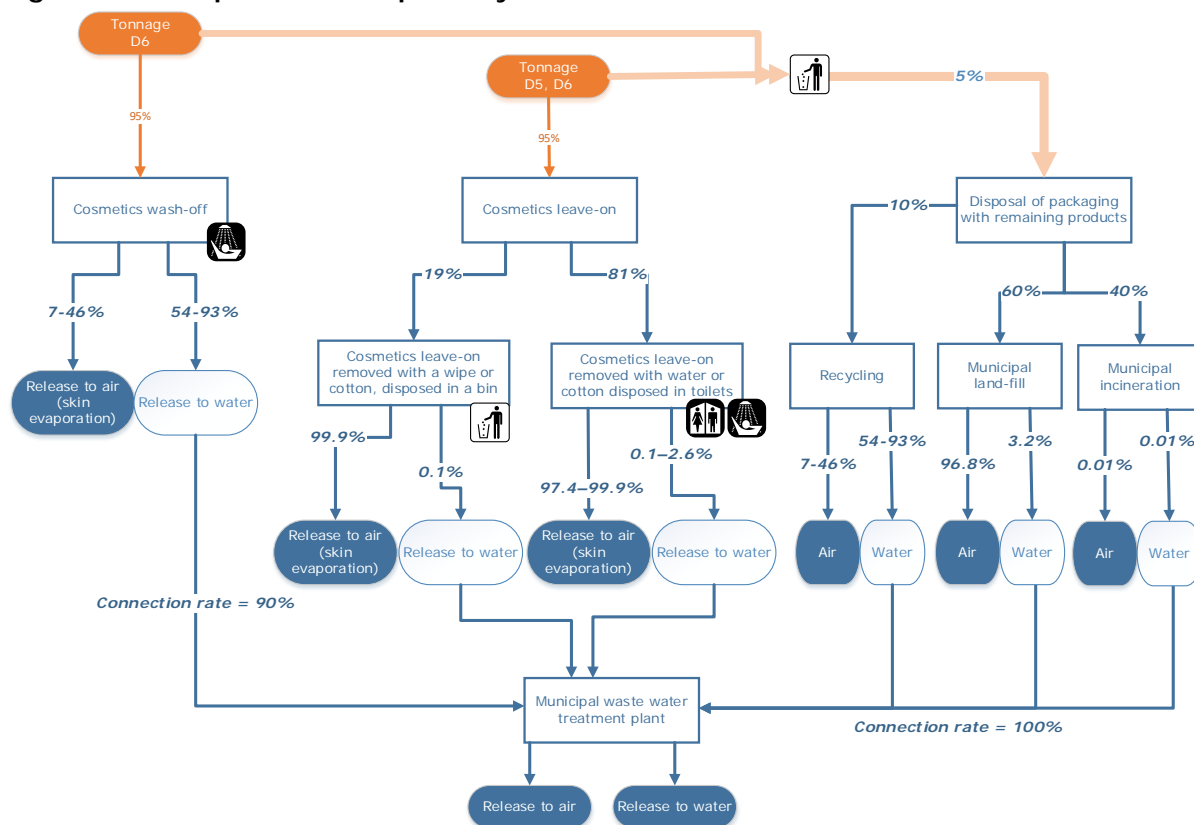 Tonnage
D6
Tonnage
D5, D6
5%
95%
95%
Cosmetics wash-off
Cosmetics leave-on
Disposal of packaging
with remaining products
10%
19%
81%
60%
40%
7-46%
54-93%
Release to air
(skin
evaporation)
Release to water
Cosmetics leave-on
removed with a wipe or
cotton, disposed in a bin
Cosmetics leave-on
removed with water or
cotton disposed in toilets
Recycling
Municipal
land-fill
Municipal
incineration
99.9%
0.1%
97.4–99.9%
0.1–2.6%
7-46%
54-93%
96.8%
3.2%
0.01%
0.01%
Release to air
(skin
evaporation)
Release to water
Release to air
(skin
evaporation)
Release to water
Air
Water
Air
Water
Air
Water
Connection rate = 90%
Municipal waste water
treatment plant
Connection rate = 100%
Release to air
Release to water